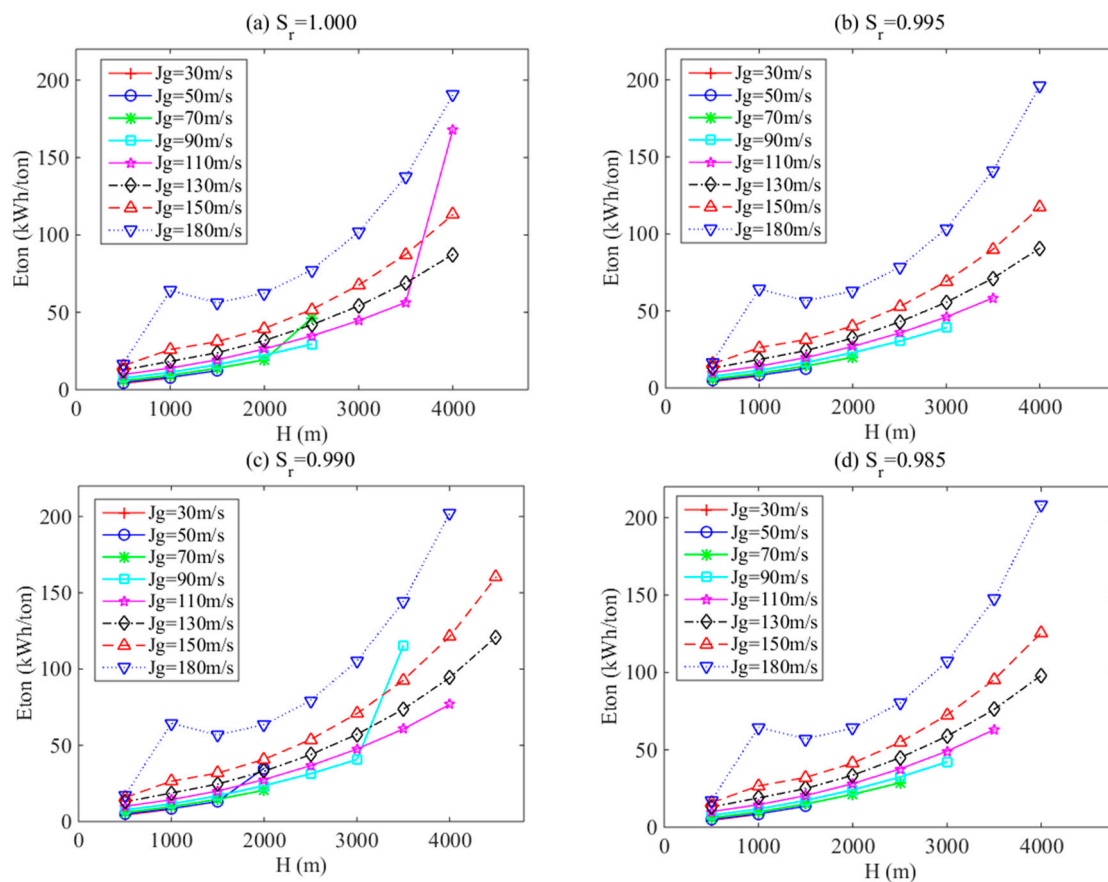 (a) S_r=1.000
Eton (kWh/ton)
200
150
100
50
0
Jg=30m/s
Jg=50m/s
Jg=70m/s
Jg=90m/s
Jg=110m/s
Jg=130m/s
Jg=150m/s
Jg=180m/s
0 1000 2000 3000 4000
H (m)
(b) S_r=0.995
Eton (kWh/ton)
200
150
100
50
0
Jg=30m/s
Jg=50m/s
Jg=70m/s
Jg=90m/s
Jg=110m/s
Jg=130m/s
Jg=150m/s
Jg=180m/s
0 1000 2000 3000 4000
H (m)
(c) S_r=0.990
Eton (kWh/ton)
200
150
100
50
0
Jg=30m/s
Jg=50m/s
Jg=70m/s
Jg=90m/s
Jg=110m/s
Jg=130m/s
Jg=150m/s
Jg=180m/s
0 1000 2000 3000 4000
H (m)
(d) S_r=0.985
Eton (kWh/ton)
200
150
100
50
0
Jg=30m/s
Jg=50m/s
Jg=70m/s
Jg=90m/s
Jg=110m/s
Jg=130m/s
Jg=150m/s
Jg=180m/s
0 1000 2000 3000 4000
H (m)